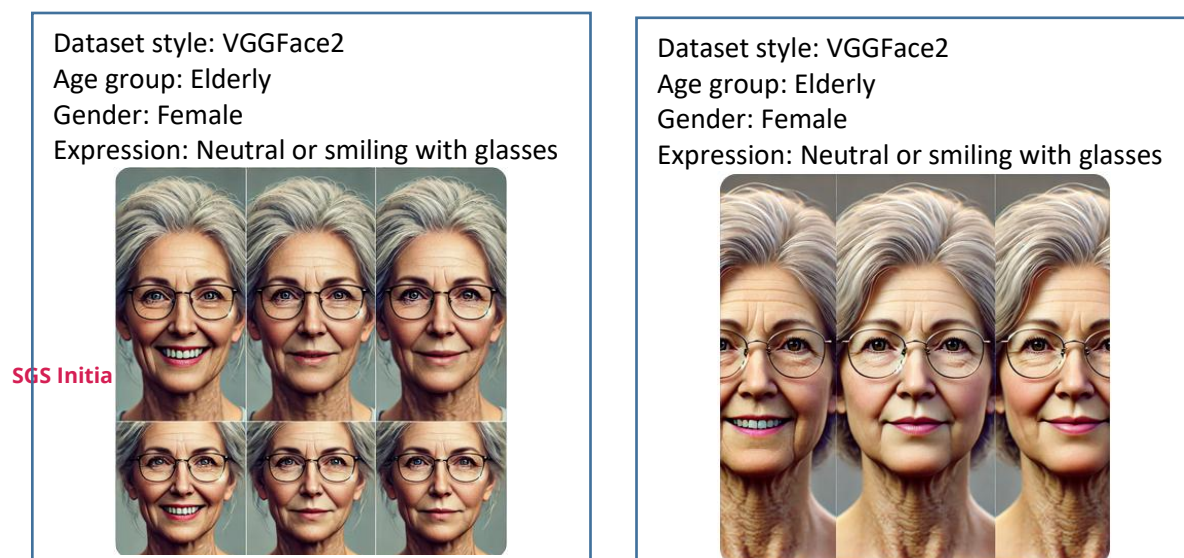 Dataset style: VGGFace2
Age group: Elderly
Gender: Female
Expression: Neutral or smiling with glasses
SGS Initia
Dataset style: VGGFace2
Age group: Elderly
Gender: Female
Expression: Neutral or smiling with glasses